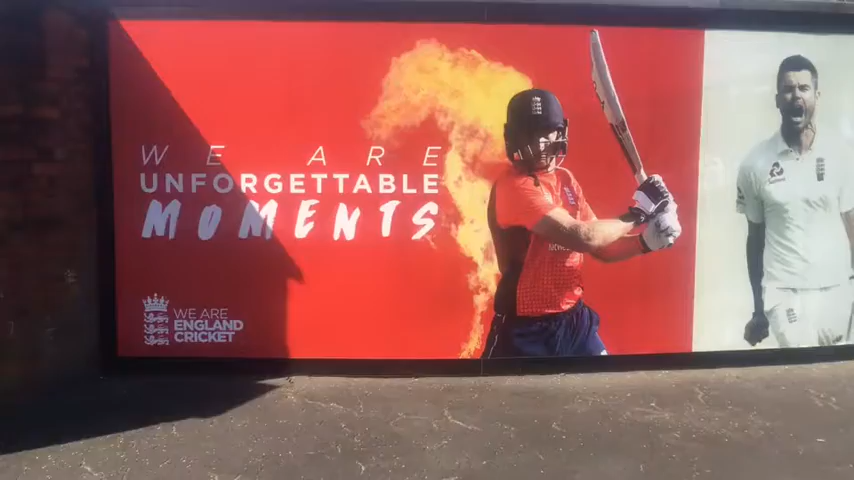 WE ARE
UNFORGETTABLE
MOMENTS
WE ARE
ENGLAND
CRICKET